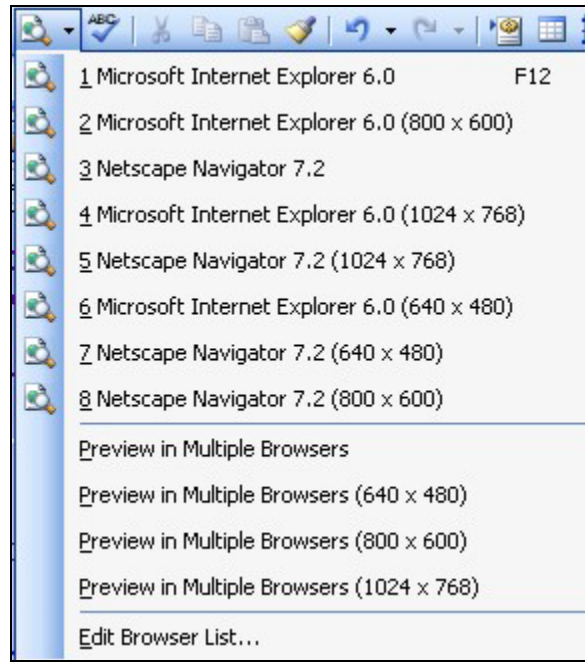 ABC
1 Microsoft Internet Explorer 6.0 F12
2 Microsoft Internet Explorer 6.0 (800 x 600)
3 Netscape Navigator 7.2
4 Microsoft Internet Explorer 6.0 (1024 x 768)
5 Netscape Navigator 7.2 (1024 x 768)
6 Microsoft Internet Explorer 6.0 (640 x 480)
7 Netscape Navigator 7.2 (640 x 480)
8 Netscape Navigator 7.2 (800 x 600)
Preview in Multiple Browsers
Preview in Multiple Browsers (640 x 480)
Preview in Multiple Browsers (800 x 600)
Preview in Multiple Browsers (1024 x 768)
Edit Browser List...